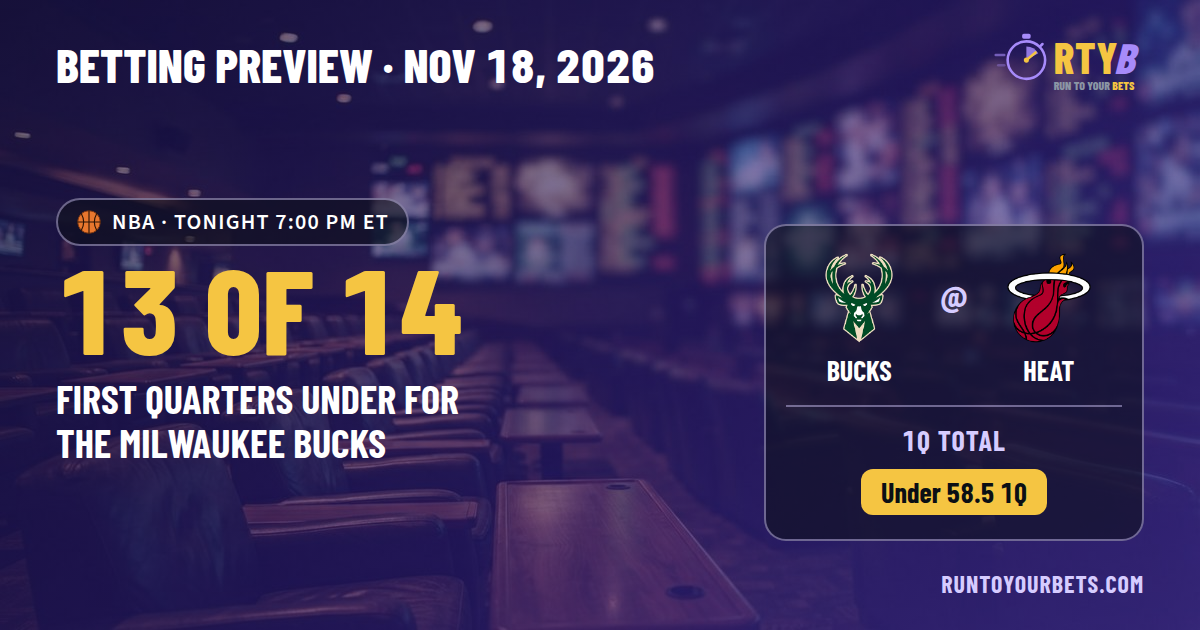 BETTING PREVIEW · NOV 18, 2026
RTYB
RUN TO YOUR BETS
NBA · TONIGHT 7:00 PM ET
13 OF 14
FIRST QUARTERS UNDER FOR
THE MILWAUKEE BUCKS
@
BUCKS
HEAT
1Q TOTAL
Under 58.5 1Q
RUNTOYOURBETS.COM